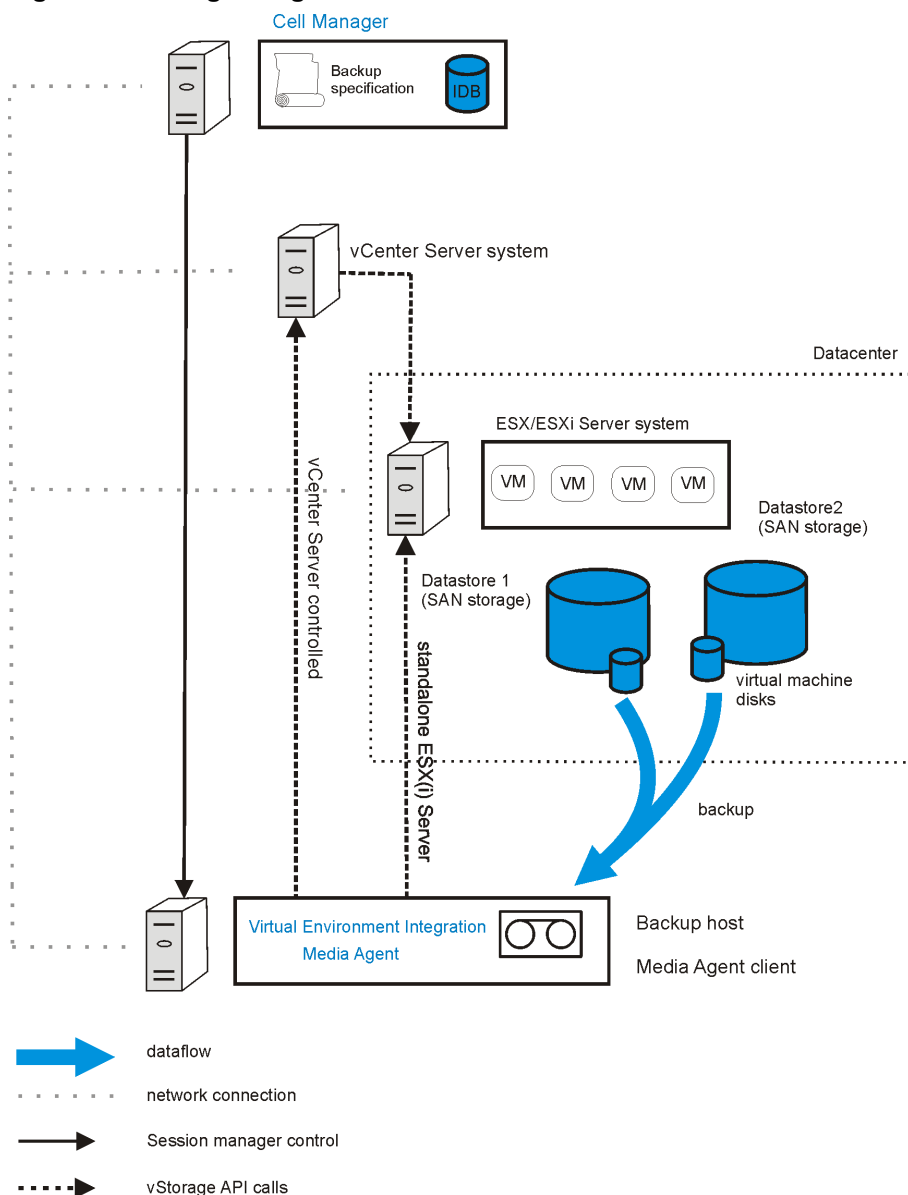 Cell Manager
Backup
specification
IDB
vCenter Server system
Datacenter
ESX/ESXi Server system
VM
VM
VM
VM
Datastore2
(SAN storage)
Datastore 1
(SAN storage)
vCenter Server controlled
standalone ESX(i) Server
virtual machine
disks
backup
Virtual Environment Integration
Media Agent
Backup host
Media Agent client
dataflow
network connection
Session manager control
vStorage API calls